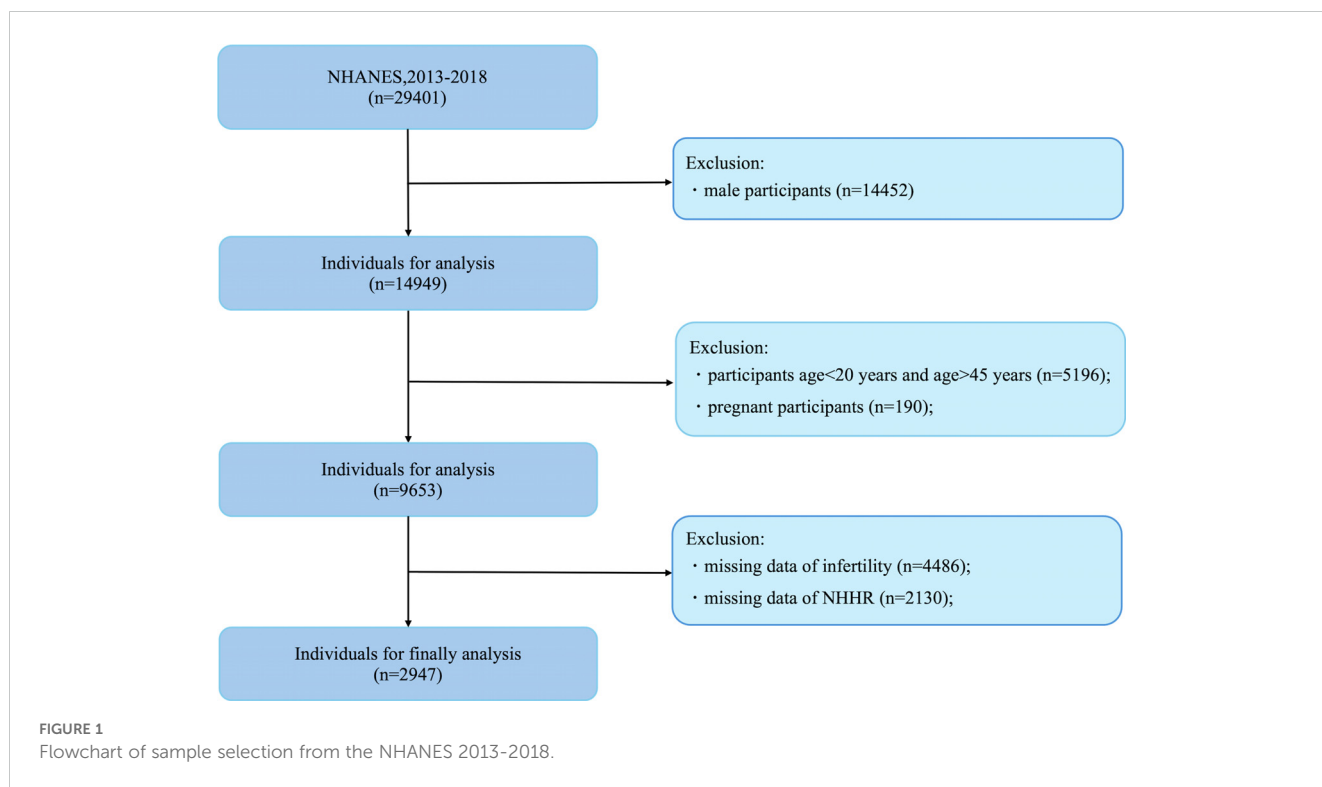 NHANES,2013-2018
(n=29401)
Exclusion:
· male participants (n=14452)
Individuals for analysis
(n=14949)
Exclusion:
· participants age<20 years and age>45 years (n=5196);
· pregnant participants (n=190);
Individuals for analysis
(n=9653)
Exclusion:
· missing data of infertility (n=4486);
· missing data of NHHR (n=2130);
Individuals for finally analysis
(n=2947)
FIGURE 1
Flowchart of sample selection from the NHANES 2013-2018.